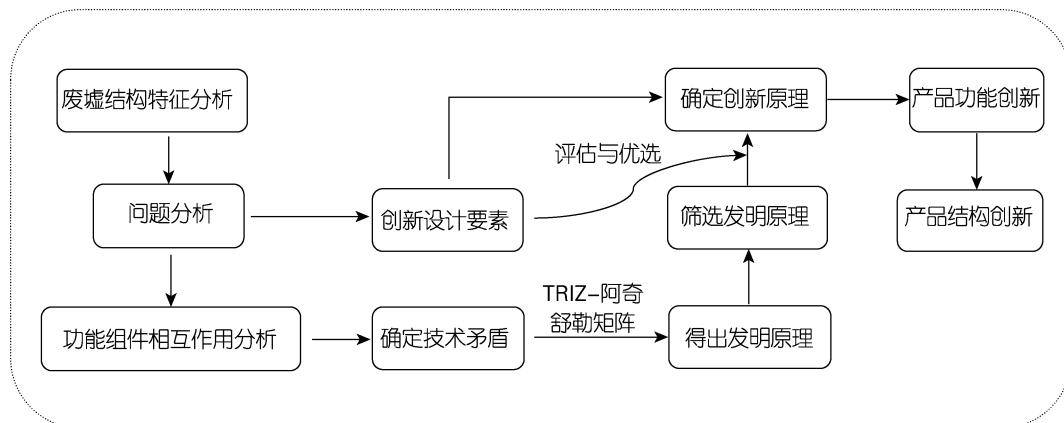 废墟结构特征分析
确定创新原理
产品功能创新
评估与优选
问题分析
创新设计要素
筛选发明原理
产品结构创新
TRIZ-阿奇
舒勒矩阵
功能组件相互作用分析
确定技术矛盾
得出发明原理